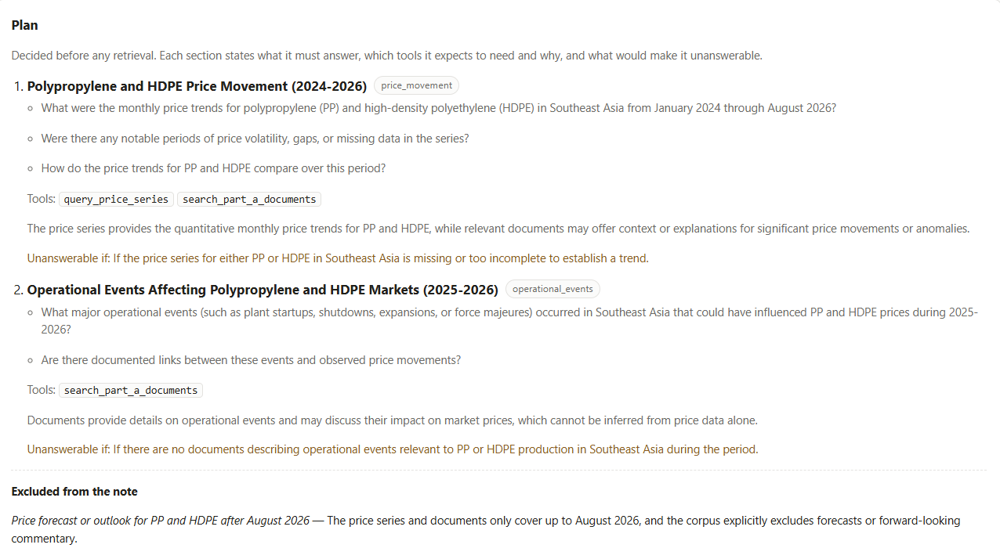 Plan
Decided before any retrieval. Each section states what it must answer, which tools it expects to need and why, and what would make it unanswerable.
1. Polypropylene and HDPE Price Movement (2024-2026) price_movement
What were the monthly price trends for polypropylene (PP) and high-density polyethylene (HDPE) in Southeast Asia from January 2024 through August 2026?
Were there any notable periods of price volatility, gaps, or missing data in the series?
How do the price trends for PP and HDPE compare over this period?
Tools: query_price_series search_part_a_documents
The price series provides the quantitative monthly price trends for PP and HDPE, while relevant documents may offer context or explanations for significant price movements or anomalies.
Unanswerable if: If the price series for either PP or HDPE in Southeast Asia is missing or too incomplete to establish a trend.
2. Operational Events Affecting Polypropylene and HDPE Markets (2025-2026) operational_events
What major operational events (such as plant startups, shutdowns, expansions, or force majeures) occurred in Southeast Asia that could have influenced PP and HDPE prices during 2025-
2026?
Are there documented links between these events and observed price movements?
Tools: search_part_a_documents
Documents provide details on operational events and may discuss their impact on market prices, which cannot be inferred from price data alone.
Unanswerable if: If there are no documents describing operational events relevant to PP or HDPE production in Southeast Asia during the period.
Excluded from the note
Price forecast or outlook for PP and HDPE after August 2026 — The price series and documents only cover up to August 2026, and the corpus explicitly excludes forecasts or forward-looking
commentary.